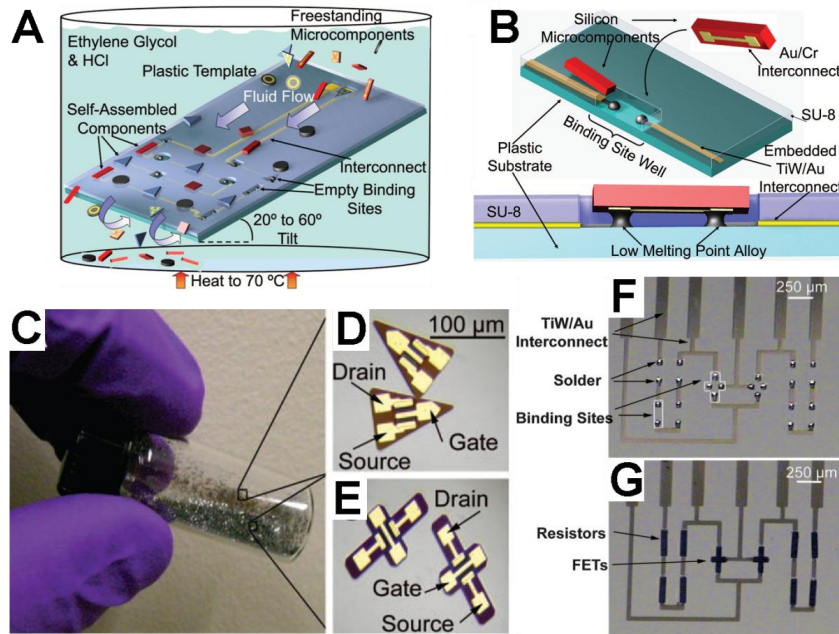 A
Ethylene Glycol
& HCl
Freestanding
Microcomponents
Plastic Template
Fluid Flow
Self-Assembled
Components
Interconnect
Empty Binding
Sites
20º to 60º
Tilt
Heat to 70 ºC
B
Silicon
Microcomponents
Au/Cr
Interconnect
SU-8
Binding Site Well
Plastic
Substrate
Embedded
TiW/Au
Interconnect
SU-8
Low Melting Point Alloy
C
D
100 µm
Drain
Gate
Source
E
Drain
Gate
Source
F
250 µm
TiW/Au
Interconnect
Solder
Binding Sites
G
250 µm
Resistors
FETs